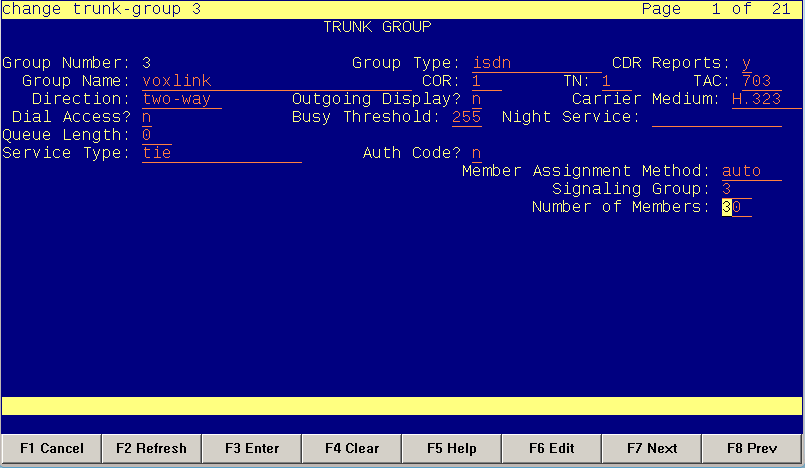 change trunk-group 3 Page 1 of 21
TRUNK GROUP
Group Number: 3 Group Type: isdn CDR Reports: y
Group Name: voxlink COR: 1 TN: 1 TAC: 703
Direction: two-way Outgoing Display? n Carrier Medium: H.323
Dial Access? n Busy Threshold: 255 Night Service:
Queue Length: 0
Service Type: tie Auth Code? n
Member Assignment Method: auto
Signaling Group: 3
Number of Members: 30
F1 Cancel F2 Refresh F3 Enter F4 Clear F5 Help F6 Edit F7 Next F8 Prev